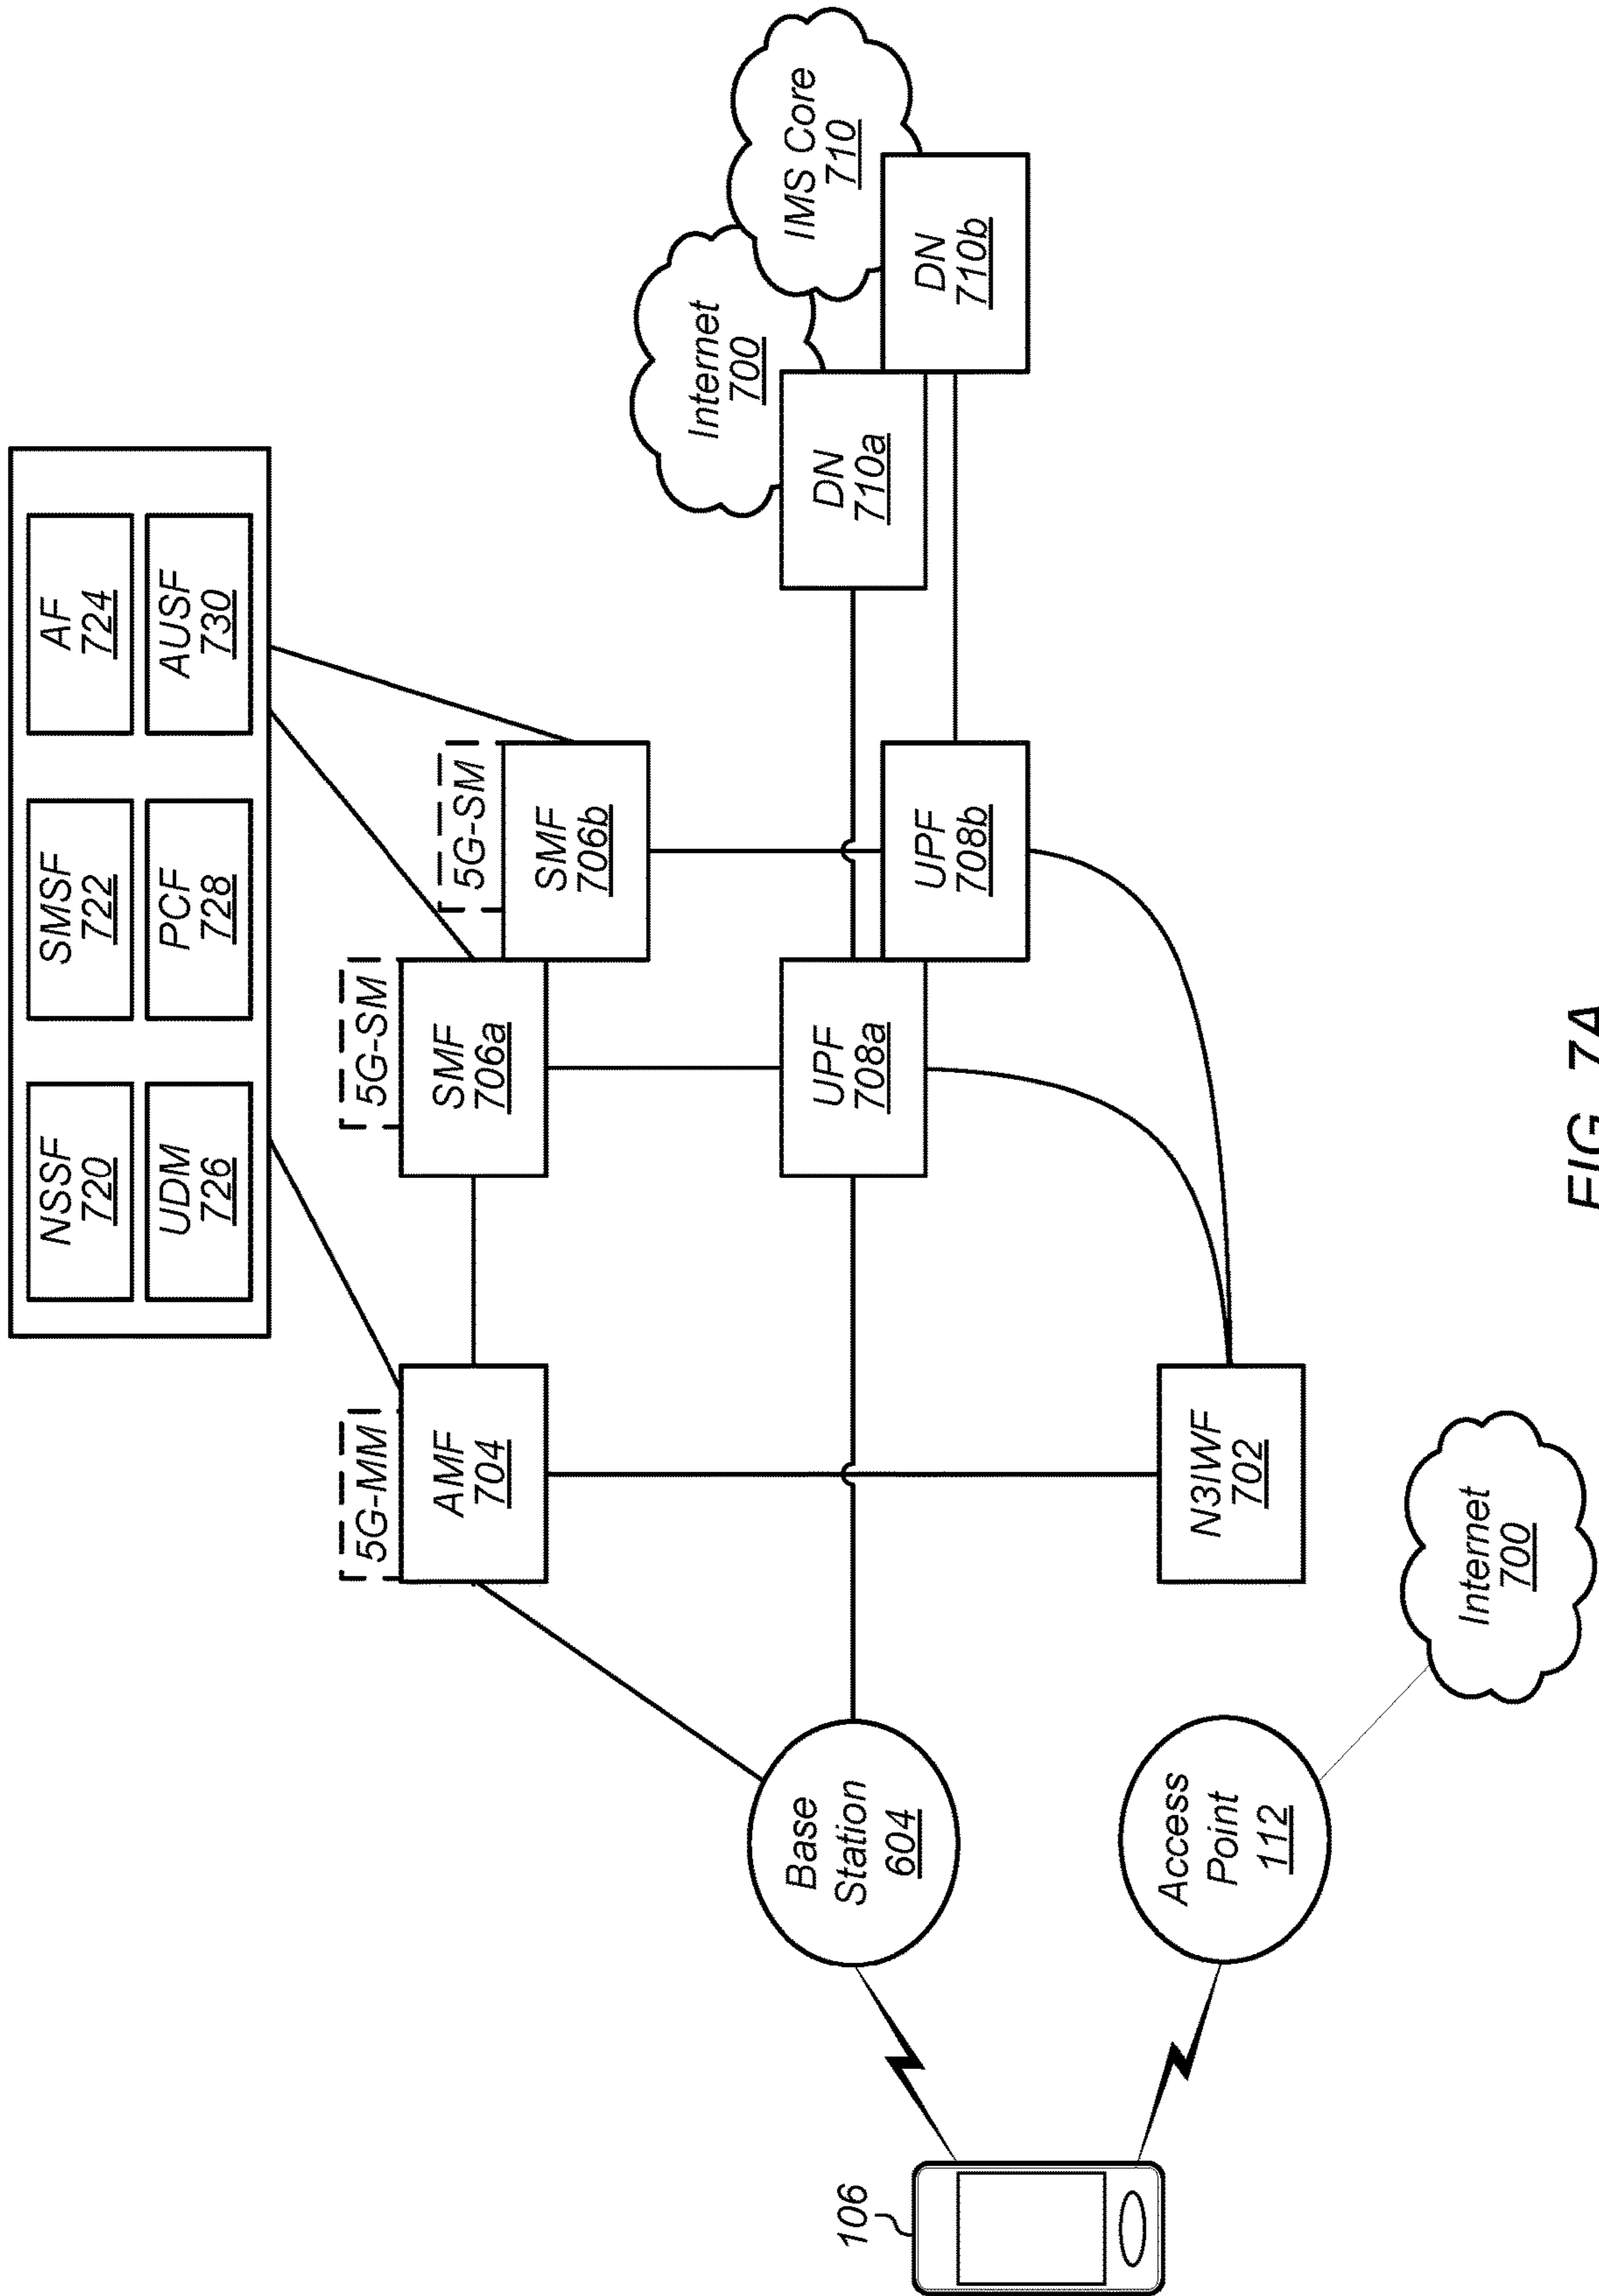 NSSF
720
SMSF
722
AF
724
UDM
726
PCF
728
AUSF
730
5G-MM
AMF
704
5G-SM
SMF
706a
5G-SM
SMF
706b
Internet
700
IMS Core
710
106
Base
Station
604
UPF
708a
UPF
708b
DN
710a
DN
710b
Access
Point
112
N3IWF
702
Internet
700
FIG. 7A